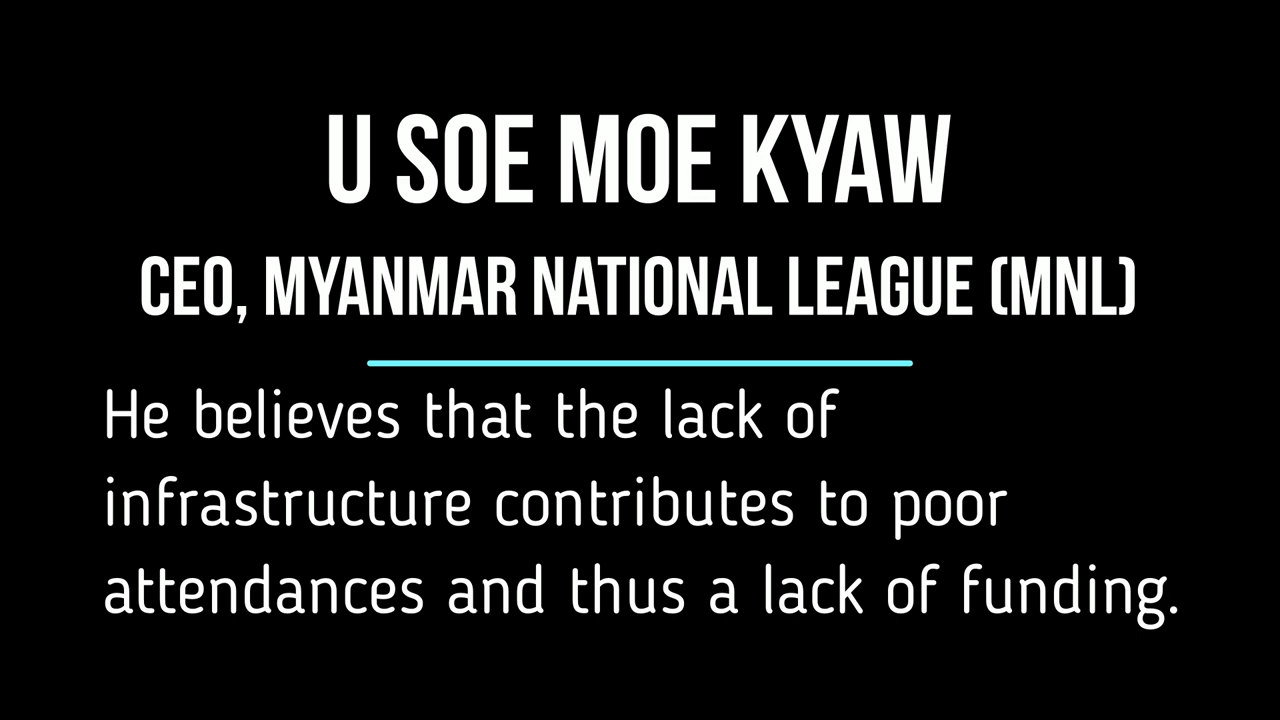 U SOE MOE KYAW
CEO, MYANMAR NATIONAL LEAGUE (MNL)
He believes that the lack of
infrastructure contributes to poor
attendances and thus a lack of funding.